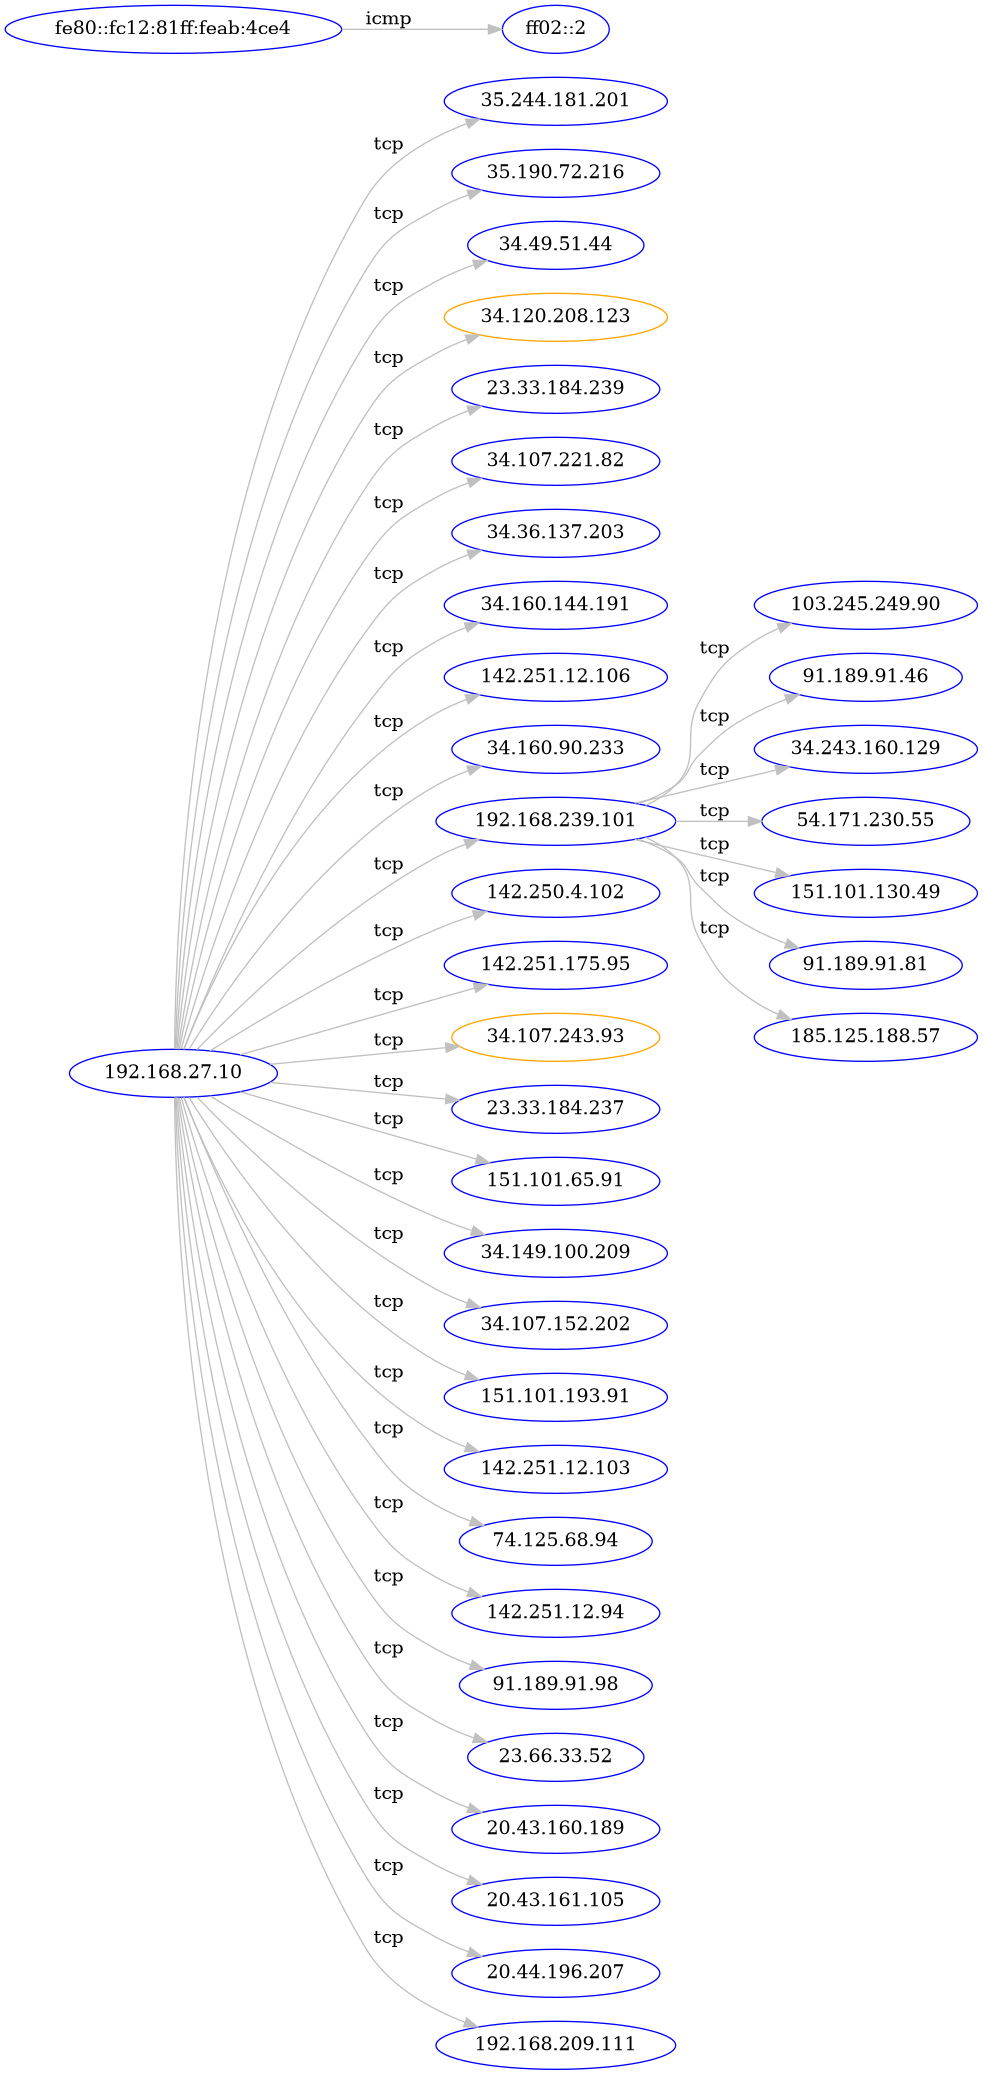 fe80::fc12:81ff:feab:4ce4
icmp
ff02::2
35.244.181.201
tcp
35.190.72.216
tcp
34.49.51.44
tcp
34.120.208.123
tcp
23.33.184.239
tcp
34.107.221.82
tcp
34.36.137.203
tcp
34.160.144.191
103.245.249.90
tcp
tcp
142.251.12.106
91.189.91.46
tcp
tcp
34.160.90.233
34.243.160.129
tcp
tcp
192.168.239.101
tcp
54.171.230.55
tcp
tcp
142.250.4.102
tcp
151.101.130.49
tcp
tcp
142.251.175.95
91.189.91.81
tcp
34.107.243.93
tcp
185.125.188.57
192.168.27.10
tcp
23.33.184.237
tcp
151.101.65.91
tcp
34.149.100.209
tcp
34.107.152.202
tcp
151.101.193.91
tcp
142.251.12.103
tcp
74.125.68.94
tcp
142.251.12.94
tcp
91.189.91.98
tcp
23.66.33.52
tcp
20.43.160.189
tcp
20.43.161.105
tcp
20.44.196.207
tcp
192.168.209.111